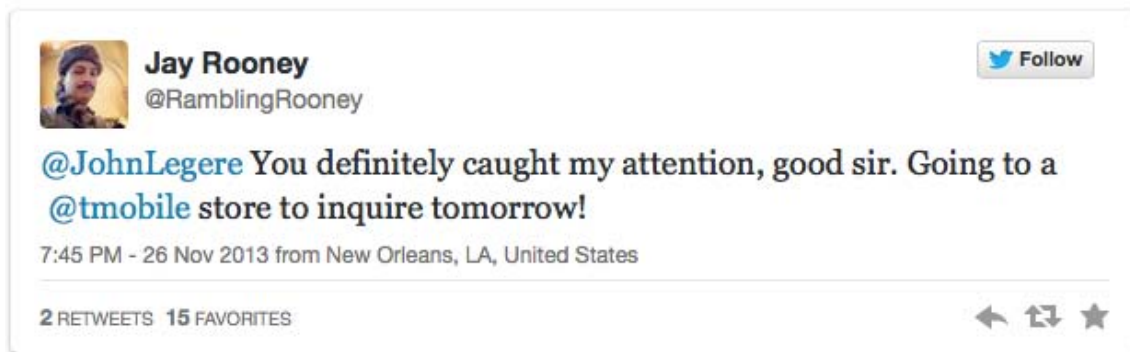 Jay Rooney
@RamblingRooney
Follow
@JohnLegere You definitely caught my attention, good sir. Going to a
@tmobile store to inquire tomorrow!
7:45 PM - 26 Nov 2013 from New Orleans, LA, United States
2 RETWEETS 15 FAVORITES